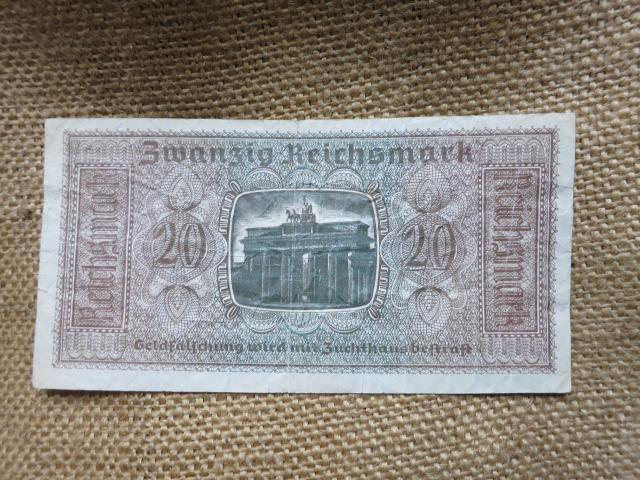 Zwanzig Reichsmark
Reichsmark
20
20
Reichsmark
Geldfälschung wird mit Zuchthaus bestraft